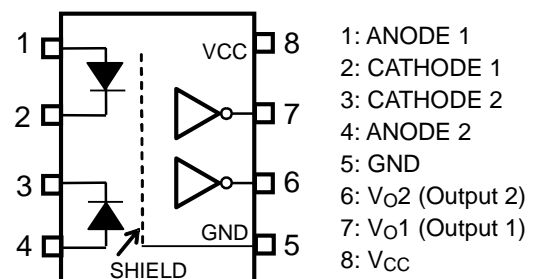 1
2
3
4
VCC
GND
SHIELD
8
7
6
5
1: ANODE 1
2: CATHODE 1
3: CATHODE 2
4: ANODE 2
5: GND
6: VO2 (Output 2)
7: VO1 (Output 1)
8: VCC